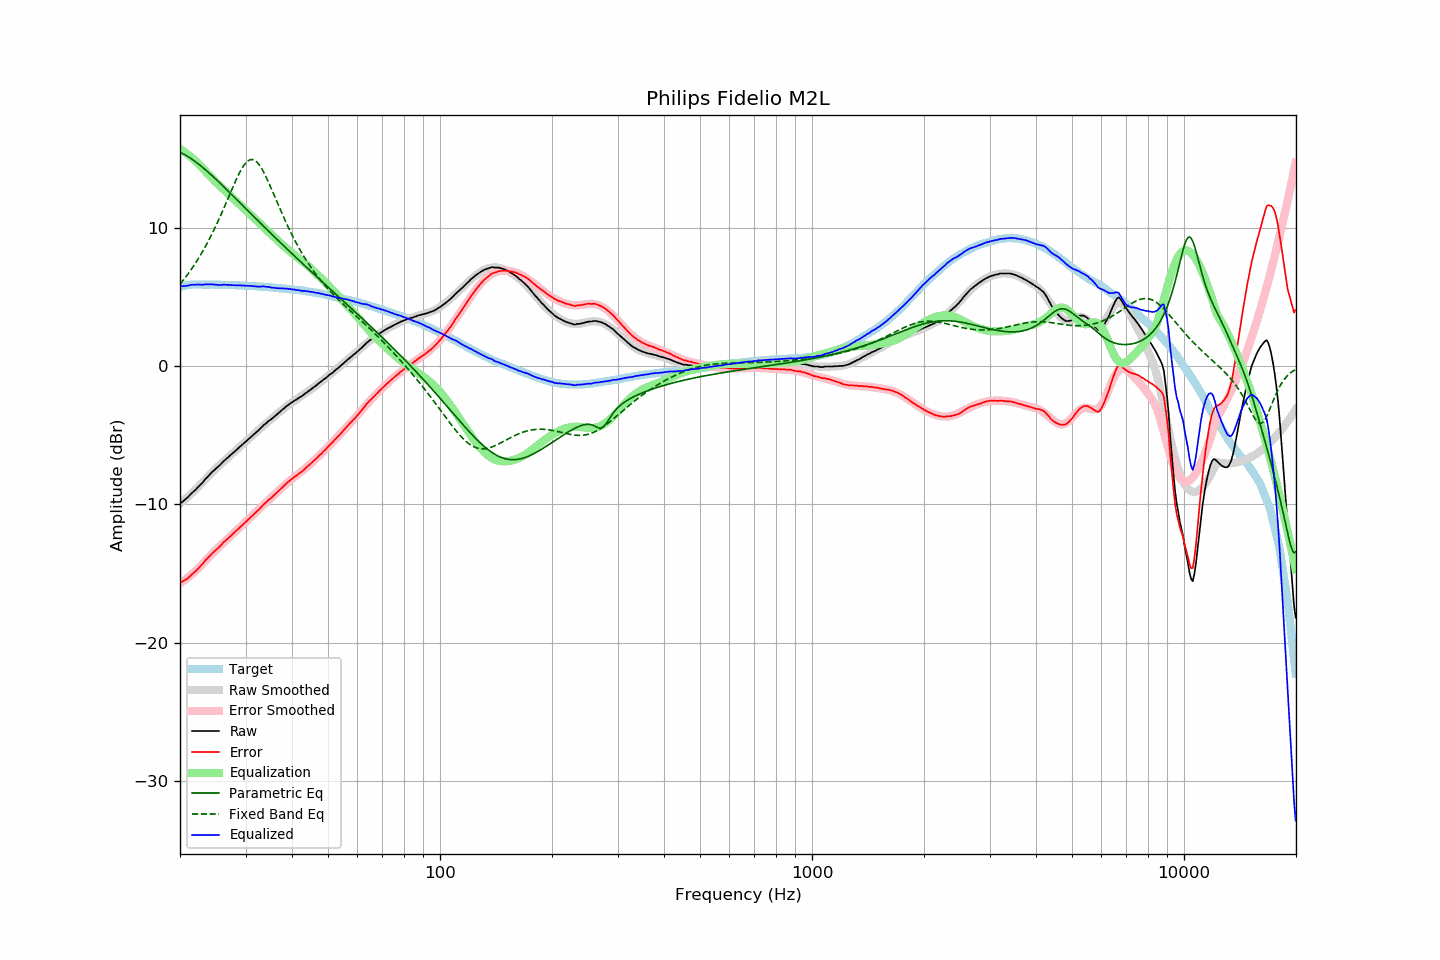 Philips Fidelio M2L
Amplitude (dBr)
10
0
−10
−20
−30
Target
Raw Smoothed
Error Smoothed
Raw
Error
Equalization
Parametric Eq
Fixed Band Eq
Equalized
100
1000
10000
Frequency (Hz)